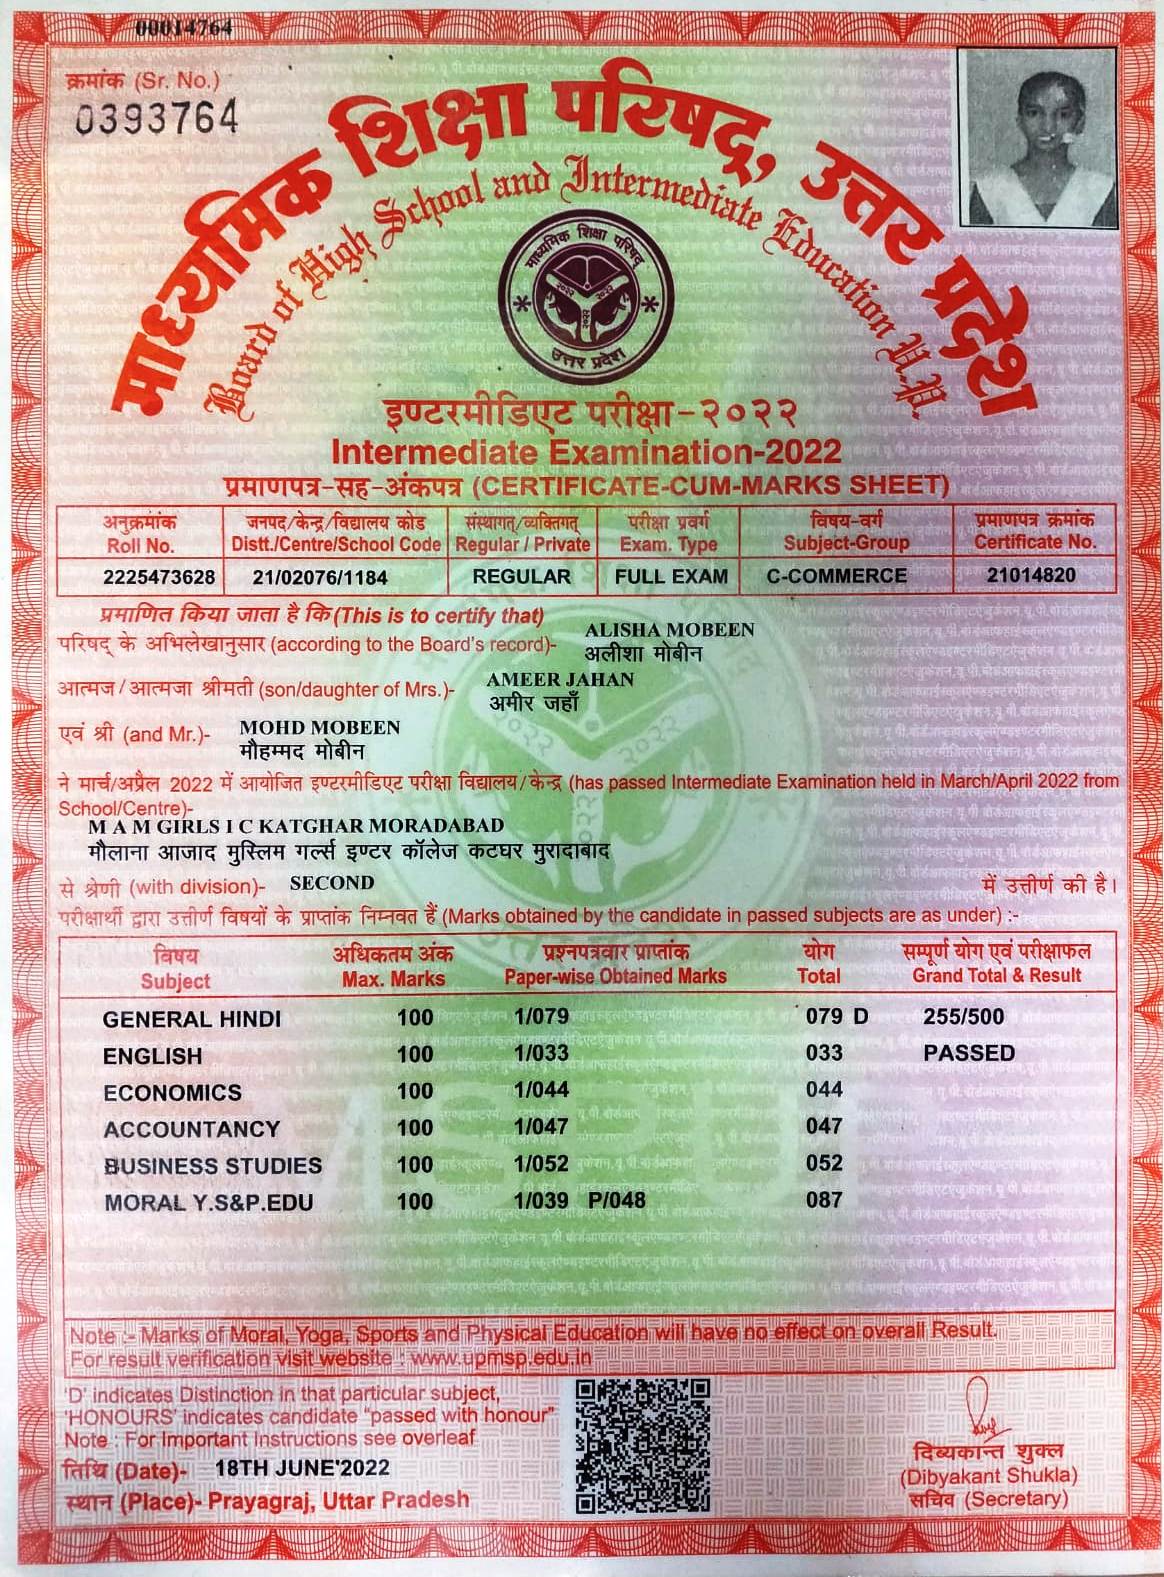 00014764
क्रमांक (Sr. No.)
0393764
माध्यमिक शिक्षा परिषद्, उत्तर प्रदेश
Board of High School and Intermediate Education U.P.
माध्यमिक शिक्षा परिषद्
२०२२ २०२२
२०२२
उत्तर प्रदेश
इण्टरमीडिएट परीक्षा-२०२२
Intermediate Examination-2022
प्रमाणपत्र-सह-अंकपत्र (CERTIFICATE-CUM-MARKS SHEET)
अनुक्रमांक जनपद/केन्द्र/विद्यालय कोड संस्थागत्/व्यक्तिगत् परीक्षा प्रवर्ग विषय-वर्ग प्रमाणपत्र क्रमांक
Roll No. Distt./Centre/School Code Regular / Private Exam. Type Subject-Group Certificate No.
2225473628 21/02076/1184 REGULAR FULL EXAM C-COMMERCE 21014820
प्रमाणित किया जाता है कि (This is to certify that)
ALISHA MOBEEN
परिषद् के अभिलेखानुसार (according to the Board's record)- अलीशा मोबीन
AMEER JAHAN
आत्मज/आत्मजा श्रीमती (son/daughter of Mrs.)- अमीर जहाँ
एवं श्री (and Mr.)- MOHD MOBEEN
मौहम्मद मोबीन
ने मार्च/अप्रैल 2022 में आयोजित इण्टरमीडिएट परीक्षा विद्यालय/केन्द्र (has passed Intermediate Examination held in March/April 2022 from
School/Centre)-
M A M GIRLS I C KATGHAR MORADABAD
मौलाना आजाद मुस्लिम गर्ल्स इण्टर कॉलेज कटघर मुरादाबाद
से श्रेणी (with division)- SECOND में उत्तीर्ण की है।
परीक्षार्थी द्वारा उत्तीर्ण विषयों के प्राप्तांक निम्नवत हैं (Marks obtained by the candidate in passed subjects are as under) :-
विषय अधिकतम अंक प्रश्नपत्रवार प्राप्तांक योग सम्पूर्ण योग एवं परीक्षाफल
Subject Max. Marks Paper-wise Obtained Marks Total Grand Total & Result
GENERAL HINDI 100 1/079 079 D 255/500
ENGLISH 100 1/033 033 PASSED
ECONOMICS 100 1/044 044
ACCOUNTANCY 100 1/047 047
BUSINESS STUDIES 100 1/052 052
MORAL Y.S&P.EDU 100 1/039 P/048 087
Note :- Marks of Moral, Yoga, Sports and Physical Education will have no effect on overall Result.
For result verification visit website : www.upmsp.edu.in
'D' indicates Distinction in that particular subject,
'HONOURS' indicates candidate "passed with honour"
Note : For Important Instructions see overleaf
तिथि (Date)- 18TH JUNE'2022
स्थान (Place)- Prayagraj, Uttar Pradesh
दिब्यकान्त शुक्ल
(Dibyakant Shukla)
सचिव (Secretary)